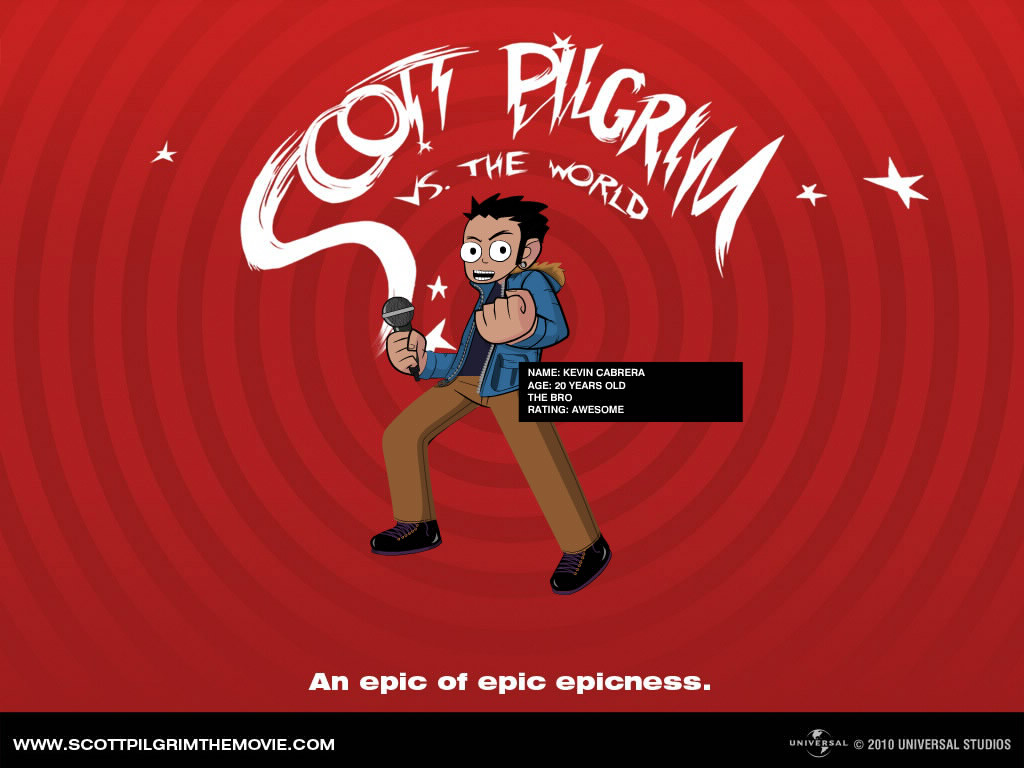 SCOTT PILGRIM
VS. THE WORLD
NAME: KEVIN CABRERA
AGE: 20 YEARS OLD
THE BRO
RATING: AWESOME
An epic of epic epicness.
WWW.SCOTTPILGRIMTHEMOVIE.COM
UNIVERSAL © 2010 UNIVERSAL STUDIOS